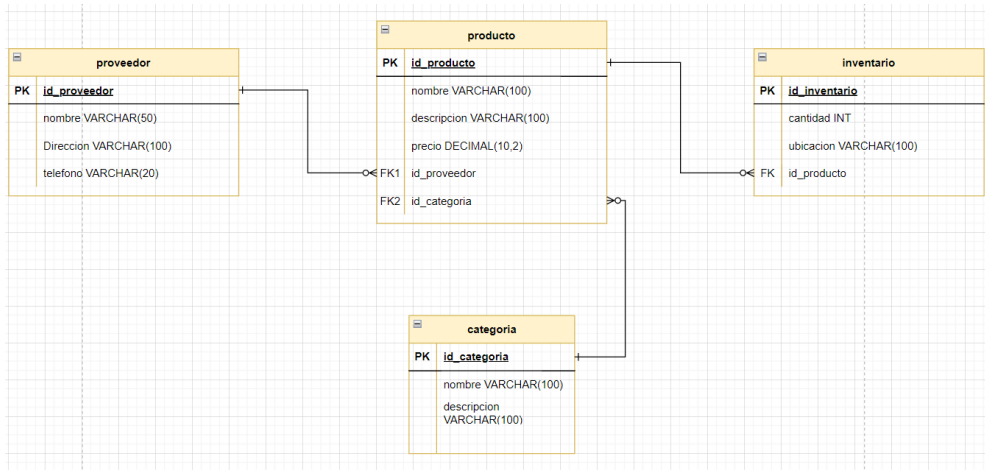 proveedor
PK id_proveedor
nombre VARCHAR(50)
Direccion VARCHAR(100)
telefono VARCHAR(20)
producto
PK id_producto
nombre VARCHAR(100)
descripcion VARCHAR(100)
precio DECIMAL(10,2)
FK1 id_proveedor
FK2 id_categoria
inventario
PK id_inventario
cantidad INT
ubicacion VARCHAR(100)
FK id_producto
categoria
PK id_categoria
nombre VARCHAR(100)
descripcion
VARCHAR(100)